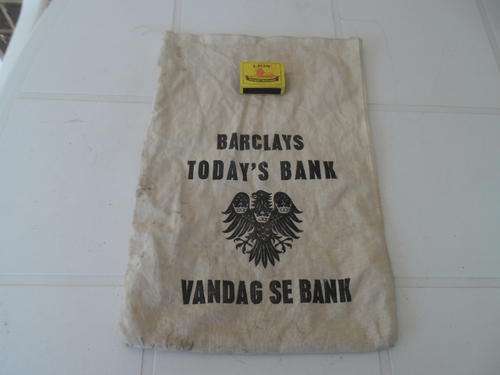 LION
BARCLAYS
TODAY'S BANK
VANDAG SE BANK